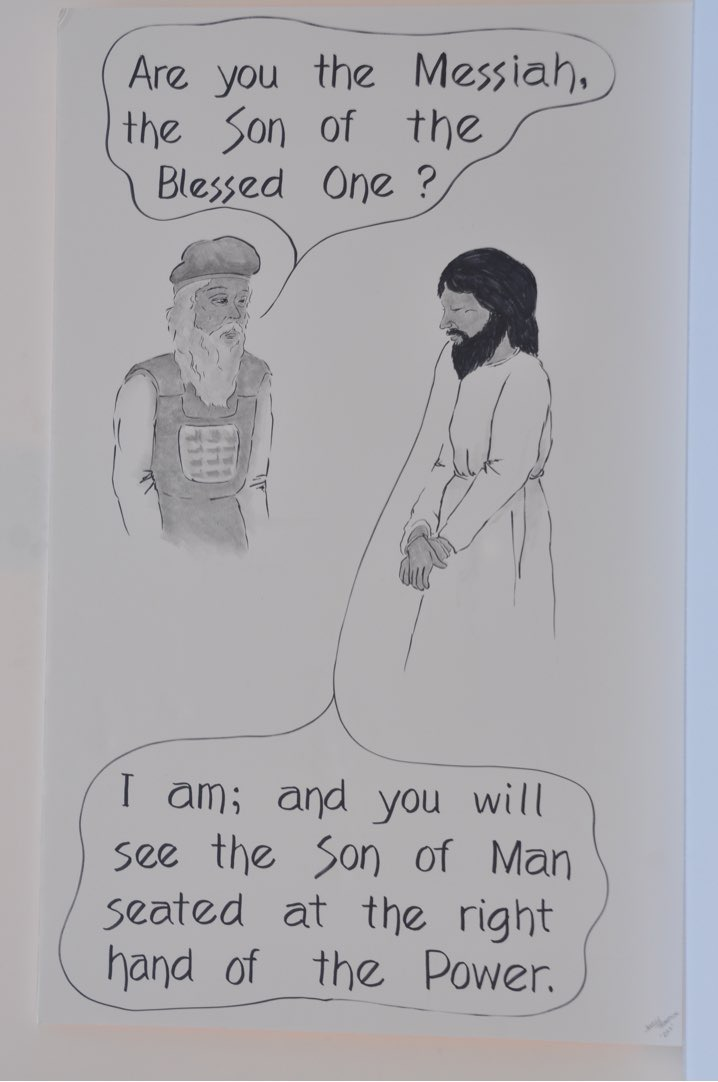 Are you the Messiah,
the Son of the
Blessed One ?
I am; and you will
see the Son of Man
seated at the right
hand of the Power.